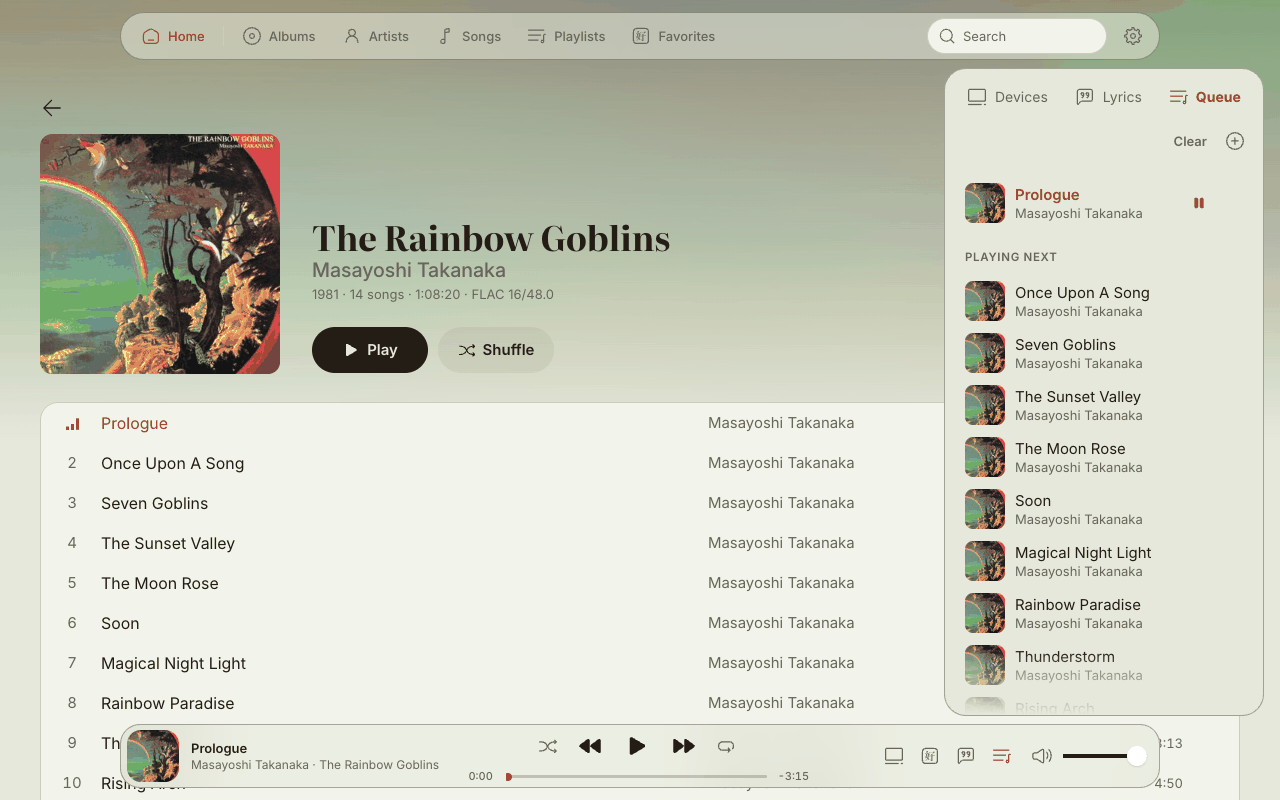 Home
Albums
Artists
Songs
Playlists
好 Favorites
Search
Devices
Lyrics
Queue
Clear
THE RAINBOW GOBLINS
Masayoshi TAKANAKA
The Rainbow Goblins
Masayoshi Takanaka
1981 · 14 songs · 1:08:20 · FLAC 16/48.0
Play
Shuffle
Prologue
Masayoshi Takanaka
PLAYING NEXT
Once Upon A Song
Masayoshi Takanaka
Seven Goblins
Masayoshi Takanaka
The Sunset Valley
Masayoshi Takanaka
The Moon Rose
Masayoshi Takanaka
Soon
Masayoshi Takanaka
Magical Night Light
Masayoshi Takanaka
Rainbow Paradise
Masayoshi Takanaka
Thunderstorm
Masayoshi Takanaka
Rising Arch
Prologue Masayoshi Takanaka
2 Once Upon A Song Masayoshi Takanaka
3 Seven Goblins Masayoshi Takanaka
4 The Sunset Valley Masayoshi Takanaka
5 The Moon Rose Masayoshi Takanaka
6 Soon Masayoshi Takanaka
7 Magical Night Light Masayoshi Takanaka
8 Rainbow Paradise Masayoshi Takanaka
9 Th :13
10 Rising Arch 4:50
Prologue
Masayoshi Takanaka · The Rainbow Goblins
0:00
-3:15
好